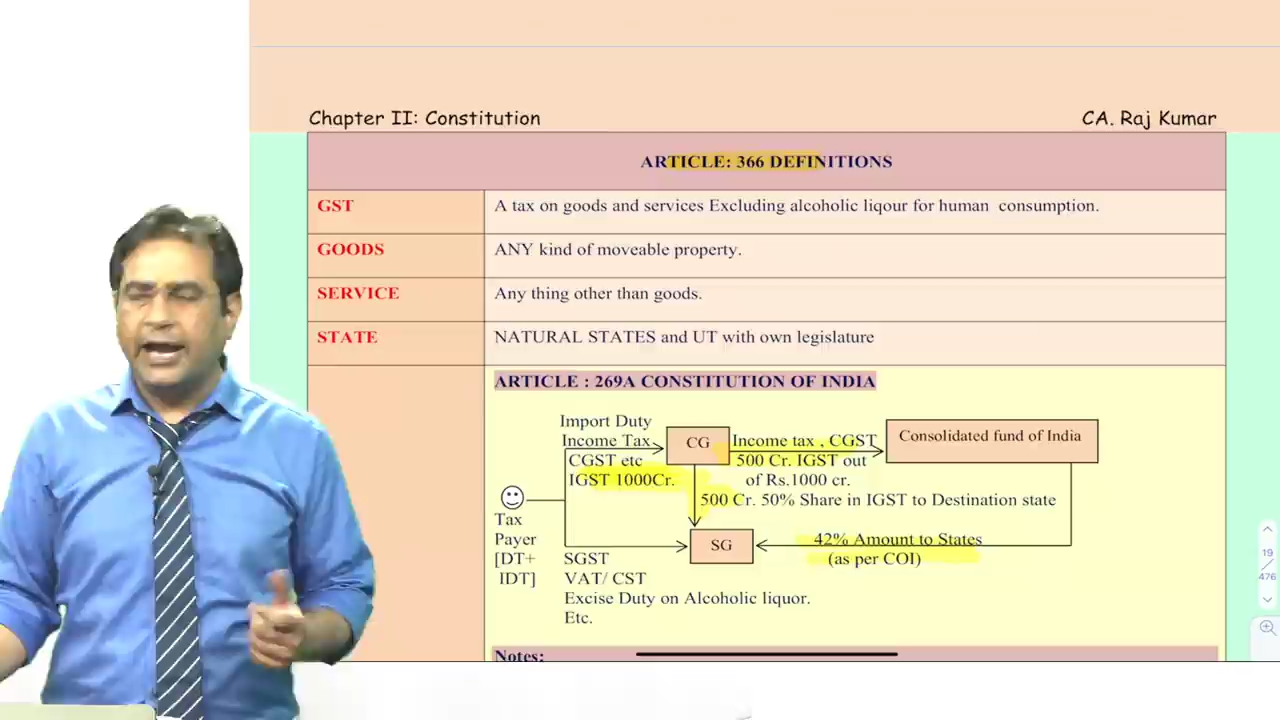 Chapter II: Constitution
CA. Raj Kumar
ARTICLE: 366 DEFINITIONS
GST
A tax on goods and services Excluding alcoholic liqour for human consumption.
GOODS
ANY kind of moveable property.
SERVICE
Any thing other than goods.
STATE
NATURAL STATES and UT with own legislature
ARTICLE : 269A CONSTITUTION OF INDIA
Import Duty
Income Tax
CGST etc
IGST 1000Cr.
CG
Income tax , CGST
500 Cr. IGST out
of Rs.1000 cr.
Consolidated fund of India
500 Cr. 50% Share in IGST to Destination state
Tax
Payer
[DT+
IDT]
SG
42% Amount to States
(as per COI)
SGST
VAT/ CST
Excise Duty on Alcoholic liquor.
Etc.
Notes:
19
/
476